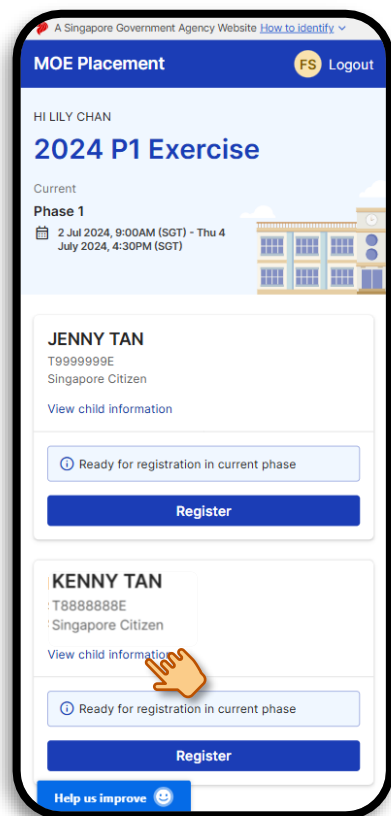 A Singapore Government Agency Website How to identify
MOE Placement
FS Logout
HI LILY CHAN
2024 P1 Exercise
Current
Phase 1
2 Jul 2024, 9:00AM (SGT) - Thu 4
July 2024, 4:30PM (SGT)
JENNY TAN
T9999999E
Singapore Citizen
View child information
Ready for registration in current phase
Register
KENNY TAN
T8888888E
Singapore Citizen
View child information
Ready for registration in current phase
Register
Help us improve